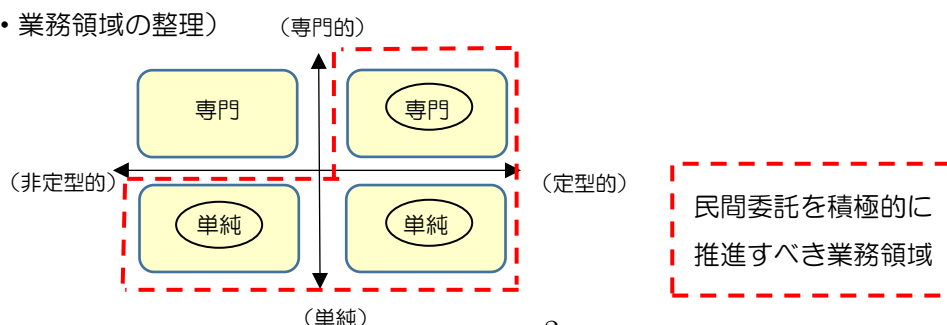 ・業務領域の整理）
（専門的）
専門
専門
（非定型的）
（定型的）
単純
単純
民間委託を積極的に
推進すべき業務領域
（単純）